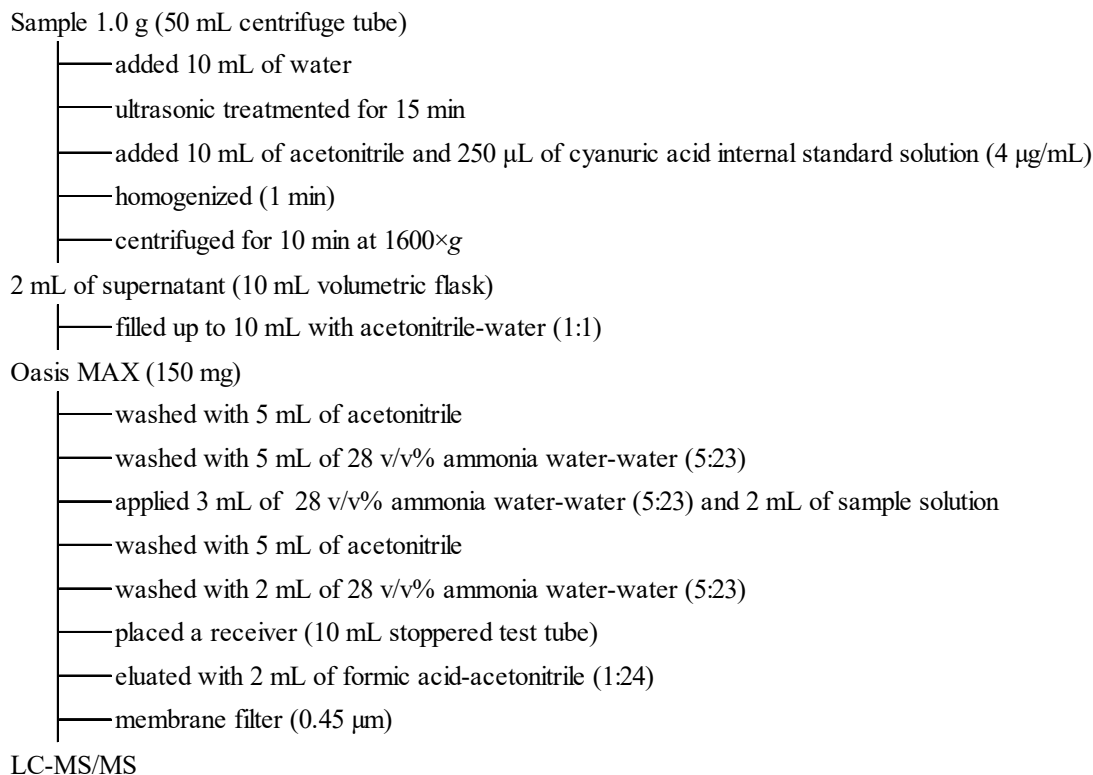 Sample 1.0 g (50 mL centrifuge tube)
added 10 mL of water
ultrasonic treatmented for 15 min
added 10 mL of acetonitrile and 250 μL of cyanuric acid internal standard solution (4 μg/mL)
homogenized (1 min)
centrifuged for 10 min at 1600×g
2 mL of supernatant (10 mL volumetric flask)
filled up to 10 mL with acetonitrile-water (1:1)
Oasis MAX (150 mg)
washed with 5 mL of acetonitrile
washed with 5 mL of 28 v/v% ammonia water-water (5:23)
applied 3 mL of 28 v/v% ammonia water-water (5:23) and 2 mL of sample solution
washed with 5 mL of acetonitrile
washed with 2 mL of 28 v/v% ammonia water-water (5:23)
placed a receiver (10 mL stoppered test tube)
eluated with 2 mL of formic acid-acetonitrile (1:24)
membrane filter (0.45 μm)
LC-MS/MS